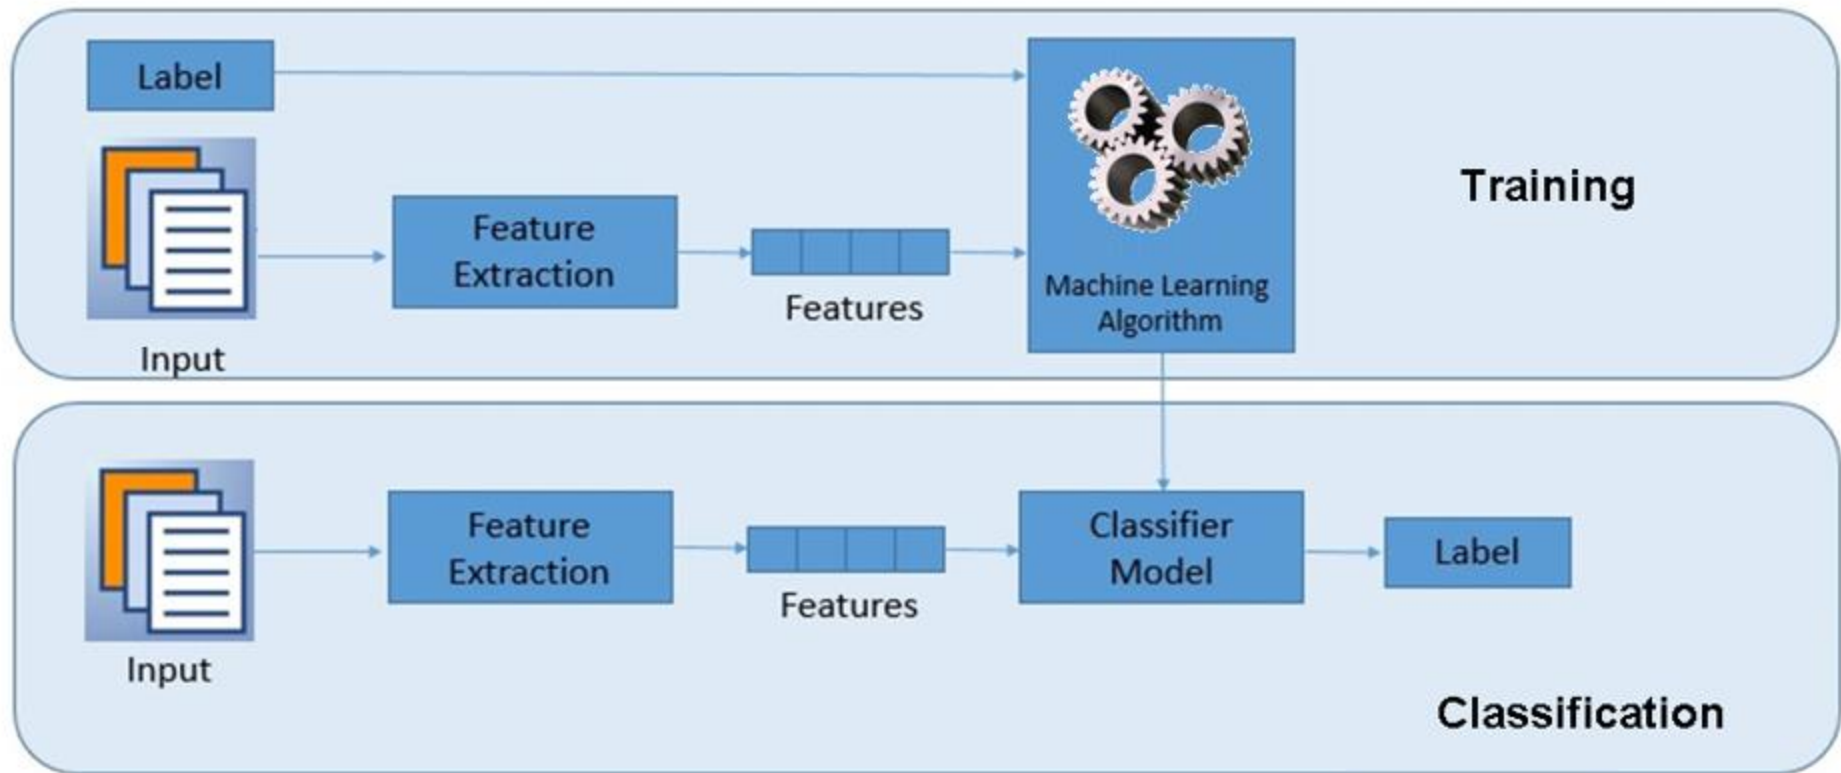 Label
Input
Feature
Extraction
Features
Machine Learning
Algorithm
Training
Input
Feature
Extraction
Features
Classifier
Model
Label
Classification